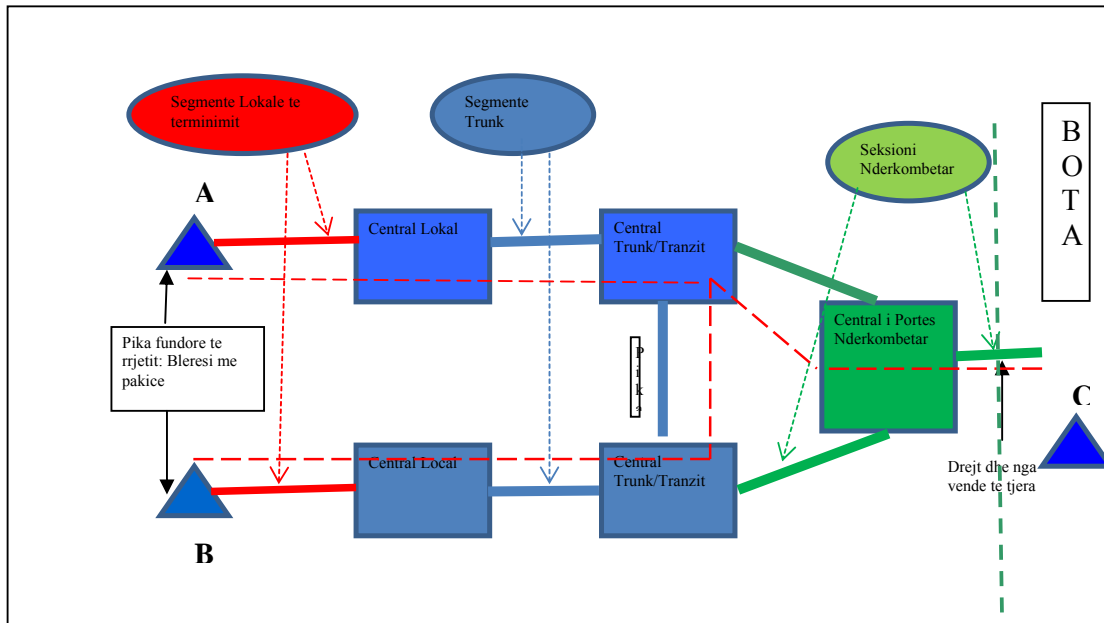 Segmente Lokale te
terminimit
Segmente
Trunk
Seksioni
Nderkombetar
B
O
T
A
A
Central Lokal
Central
Trunk/Tranzit
Central i Portes
Nderkombetar
Pika fundore te
rrjetit: Bleresi me
pakice
P
i
k
C
Central Local
Central
Trunk/Tranzit
Drejt dhe nga
vende te tjera
B